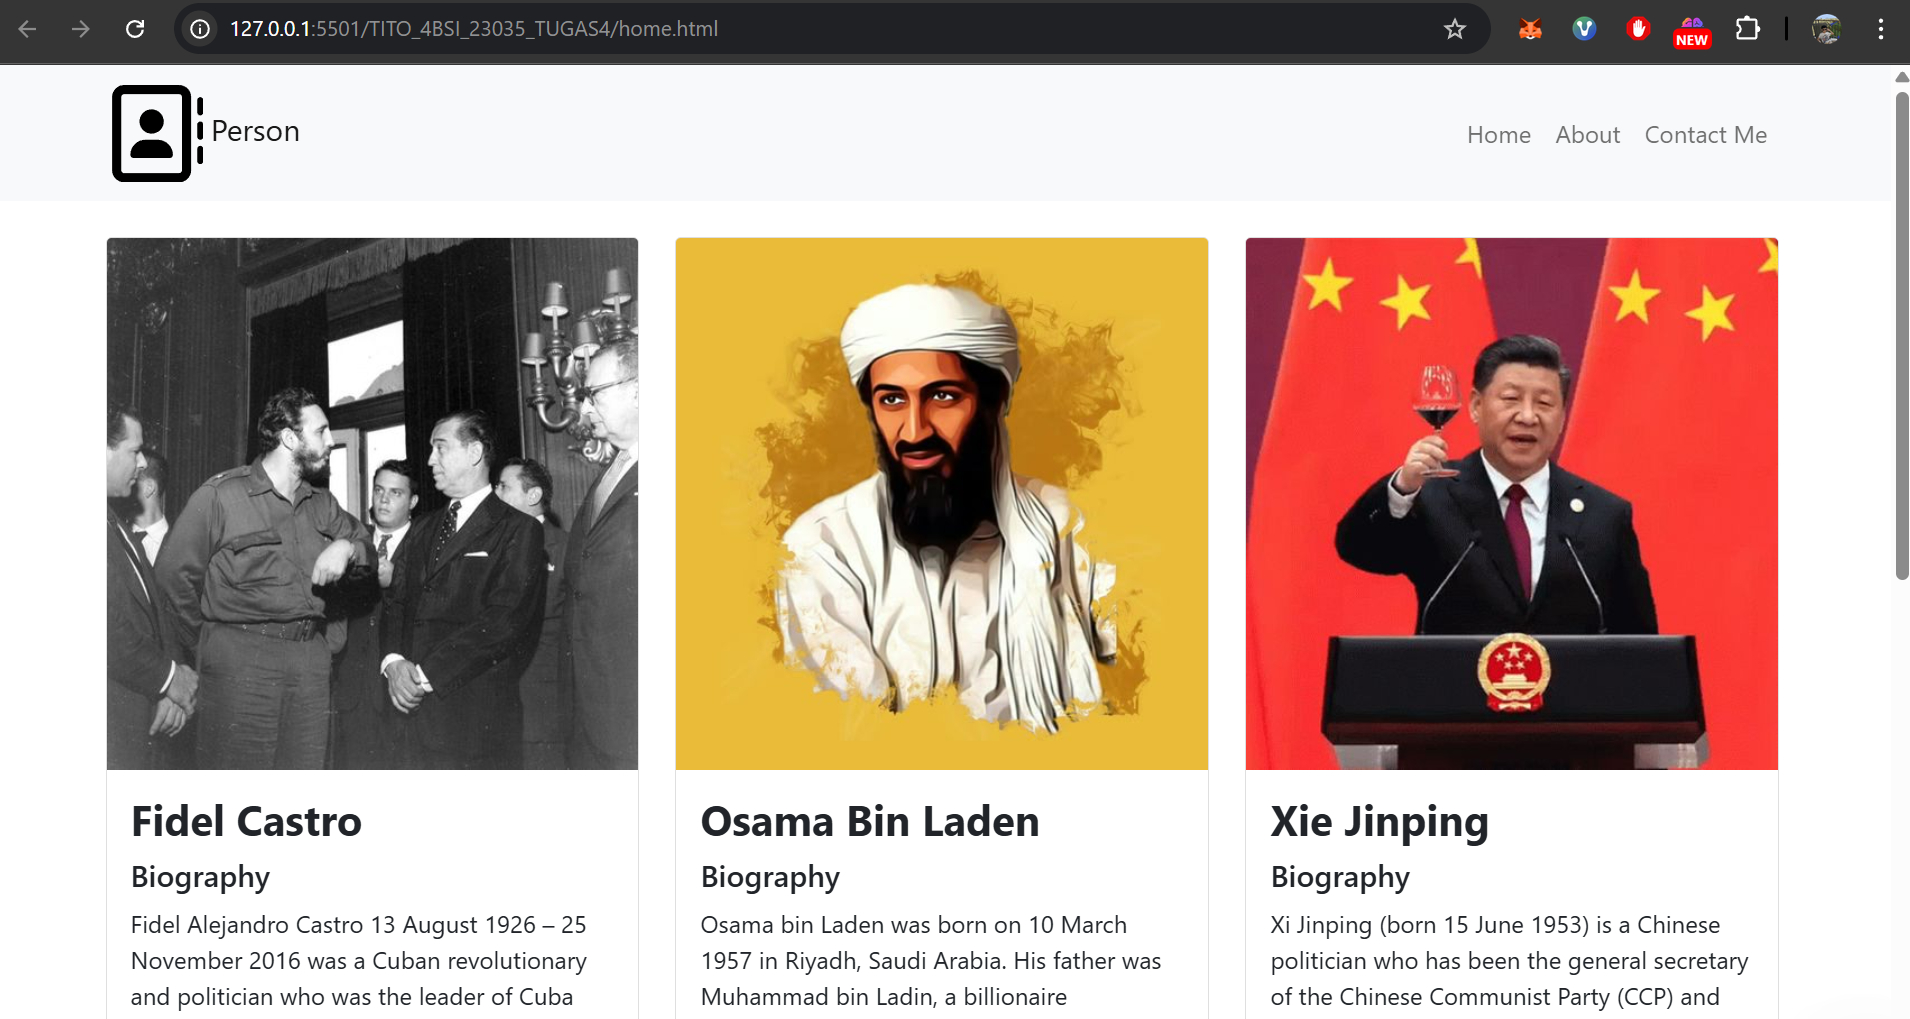 127.0.0.1:5501/TITO_4BSI_23035_TUGAS4/home.html
NEW
Person
Home About Contact Me
Fidel Castro
Biography
Fidel Alejandro Castro 13 August 1926 – 25
November 2016 was a Cuban revolutionary
and politician who was the leader of Cuba
Osama Bin Laden
Biography
Osama bin Laden was born on 10 March
1957 in Riyadh, Saudi Arabia. His father was
Muhammad bin Ladin, a billionaire
Xie Jinping
Biography
Xi Jinping (born 15 June 1953) is a Chinese
politician who has been the general secretary
of the Chinese Communist Party (CCP) and